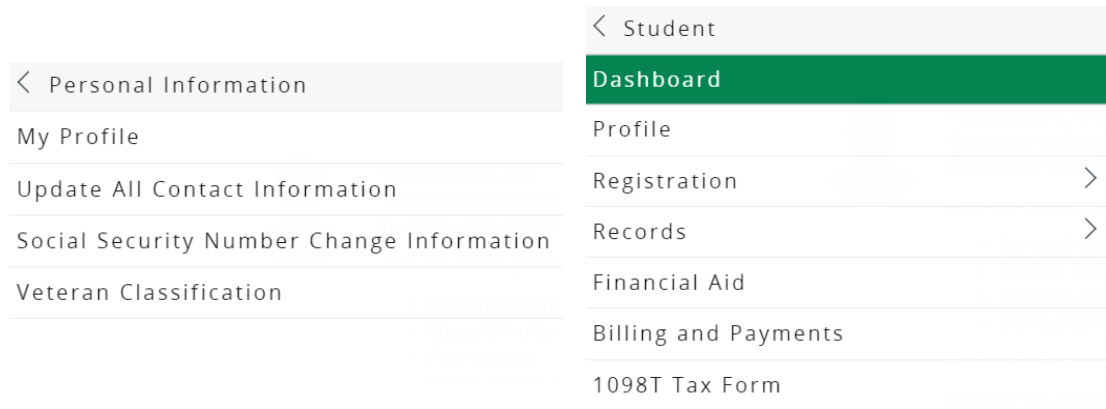 Personal Information
My Profile
Update All Contact Information
Social Security Number Change Information
Veteran Classification
Student
Dashboard
Profile
Registration
Records
Financial Aid
Billing and Payments
1098T Tax Form